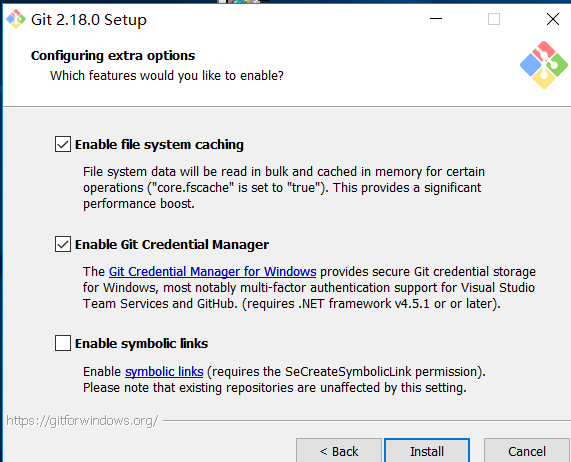 Git 2.18.0 Setup
Configuring extra options
Which features would you like to enable?
Enable file system caching
File system data will be read in bulk and cached in memory for certain
operations ("core.fscache" is set to "true"). This provides a significant
performance boost.
Enable Git Credential Manager
The Git Credential Manager for Windows provides secure Git credential storage
for Windows, most notably multi-factor authentication support for Visual Studio
Team Services and GitHub. (requires .NET framework v4.5.1 or or later).
Enable symbolic links
Enable symbolic links (requires the SeCreateSymbolicLink permission).
Please note that existing repositories are unaffected by this setting.
https://gitforwindows.org/
< Back
Install
Cancel